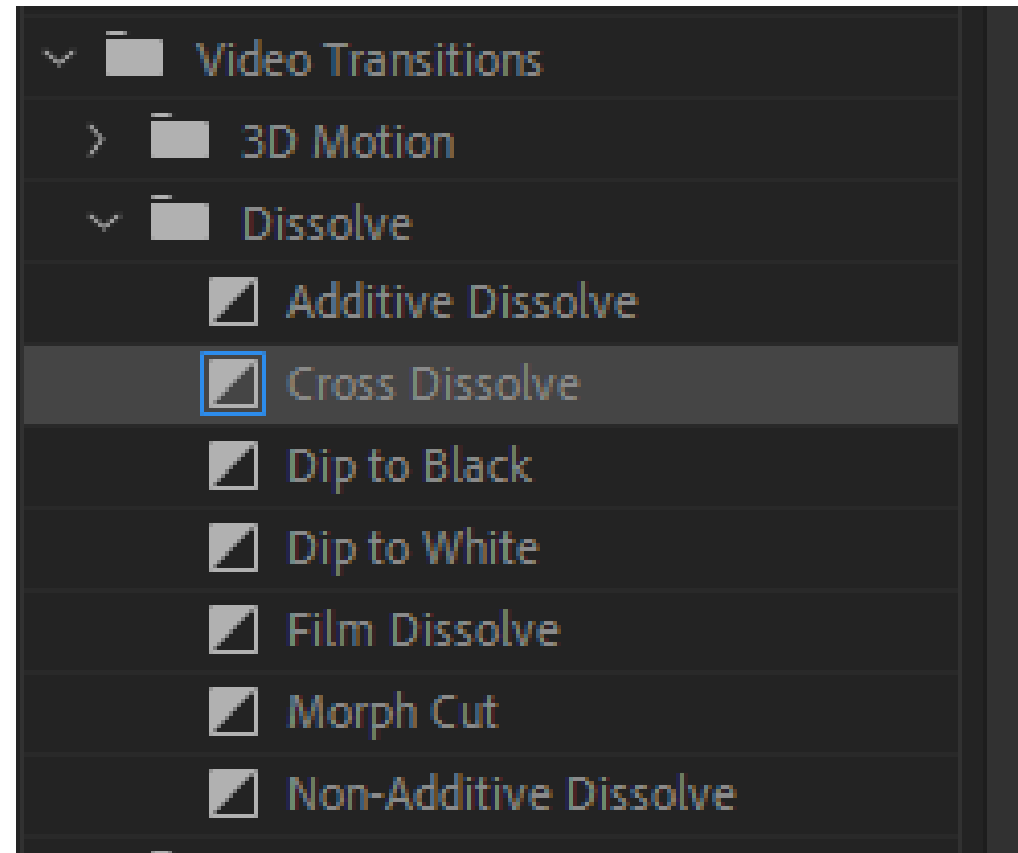 Video Transitions
3D Motion
Dissolve
Additive Dissolve
Cross Dissolve
Dip to Black
Dip to White
Film Dissolve
Morph Cut
Non-Additive Dissolve